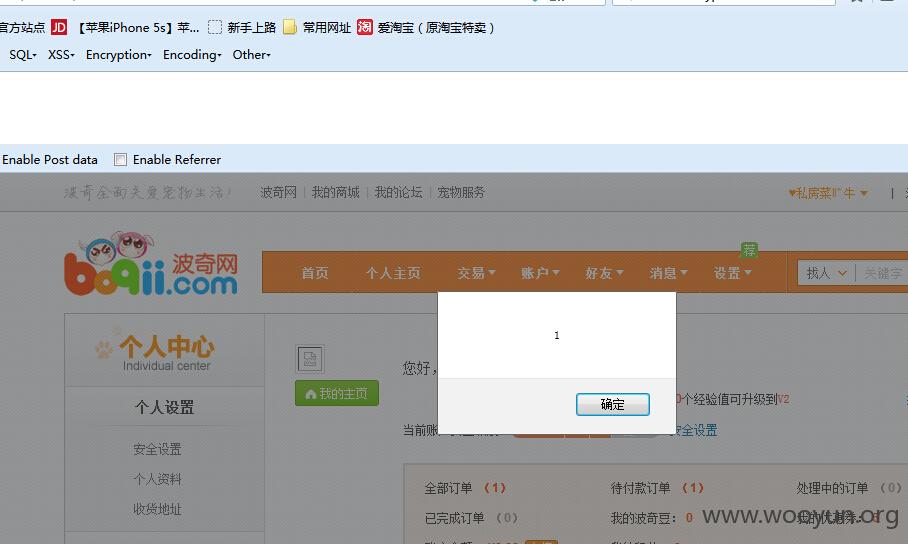 官方站点 JD 【苹果iPhone 5s】苹... 新手上路 常用网址 淘 爱淘宝（原淘宝特卖）
SQL XSS Encryption Encoding Other
Enable Post data Enable Referrer
波奇全面关爱宠物生活! 波奇网 我的商城 我的论坛 宠物服务
荐
boqii.com 波奇网
首页 个人主页 交易 账户 好友 消息 设置 找人 关键字
1
确定
个人中心
Individual center
我的主页
您好,
0个经验值可升级到V2
个人设置
当前账
安全设置
安全设置
个人资料
收货地址
全部订单 （1） 待付款订单 （1） 处理中的订单 （0）
已完成订单 （0） 我的波奇豆： 0
www.wooyun.org